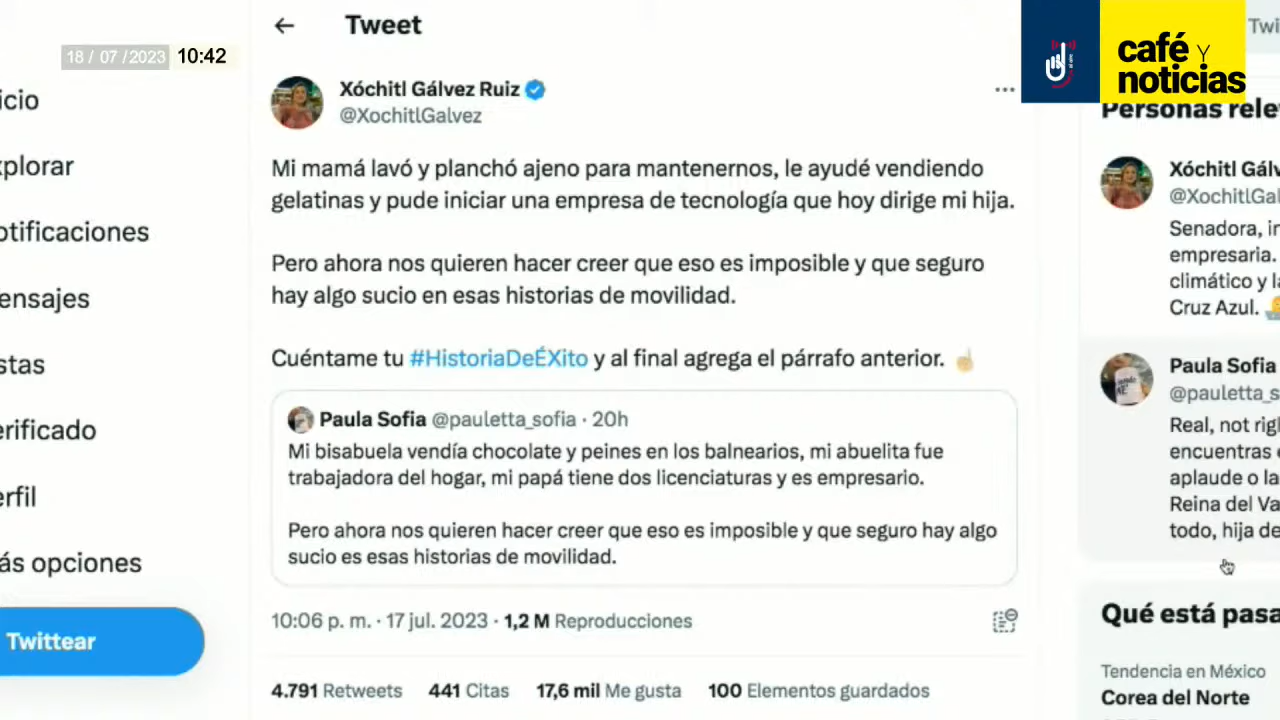 18/ 07 /2023 10:42
café Y
noticias
icio
xplorar
otificaciones
ensajes
stas
erificado
erfil
ás opciones
Twittear
Tweet
Xóchitl Gálvez Ruiz
@XochitlGalvez
Mi mamá lavó y planchó ajeno para mantenernos, le ayudé vendiendo
gelatinas y pude iniciar una empresa de tecnología que hoy dirige mi hija.
Pero ahora nos quieren hacer creer que eso es imposible y que seguro
hay algo sucio en esas historias de movilidad.
Cuéntame tu #HistoriaDeÉXito y al final agrega el párrafo anterior.
Paula Sofia @pauletta_sofia · 20h
Mi bisabuela vendía chocolate y peines en los balnearios, mi abuelita fue
trabajadora del hogar, mi papá tiene dos licenciaturas y es empresario.
Pero ahora nos quieren hacer creer que eso es imposible y que seguro hay algo
sucio es esas historias de movilidad.
10:06 p. m. · 17 jul. 2023 · 1,2 M Reproducciones
4.791 Retweets 441 Citas 17,6 mil Me gusta 100 Elementos guardados
Twi
Personas rele
Xóchitl Gálv
@XochitlGal
Senadora, in
empresaria.
climático y la
Cruz Azul.
Paula Sofia
@pauletta_s
Real, not righ
encuentras e
aplaude o la
Reina del Va
todo, hija de
Qué está pasa
Tendencia en México
Corea del Norte